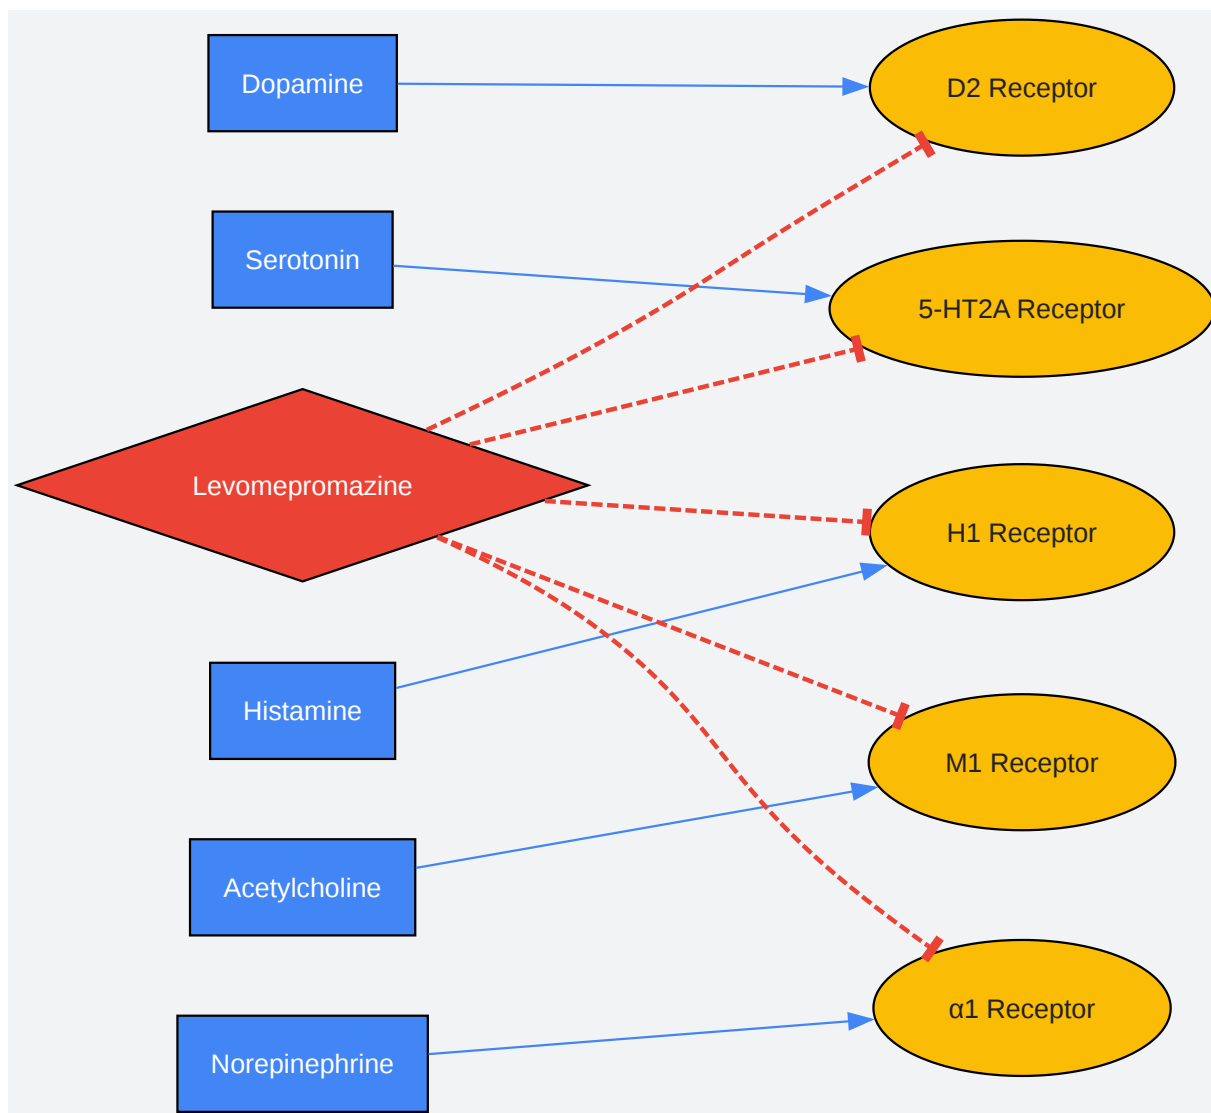 Dopamine
D2 Receptor
Serotonin
5-HT2A Receptor
Levomepromazine
H1 Receptor
Histamine
M1 Receptor
Acetylcholine
α1 Receptor
Norepinephrine